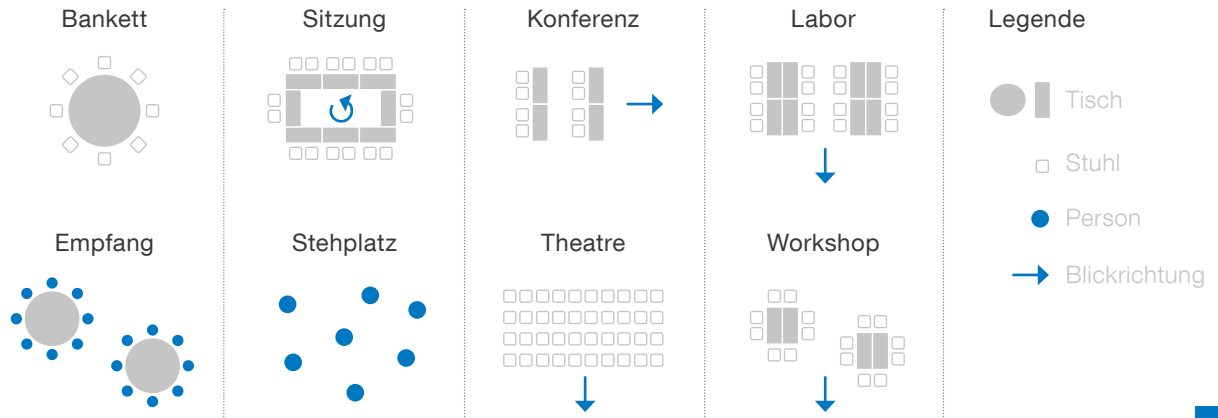 Bankett
Sitzung
Konferenz
Labor
Legende
Tisch
Stuhl
Person
Blickrichtung
Empfang
Stehplatz
Theatre
Workshop